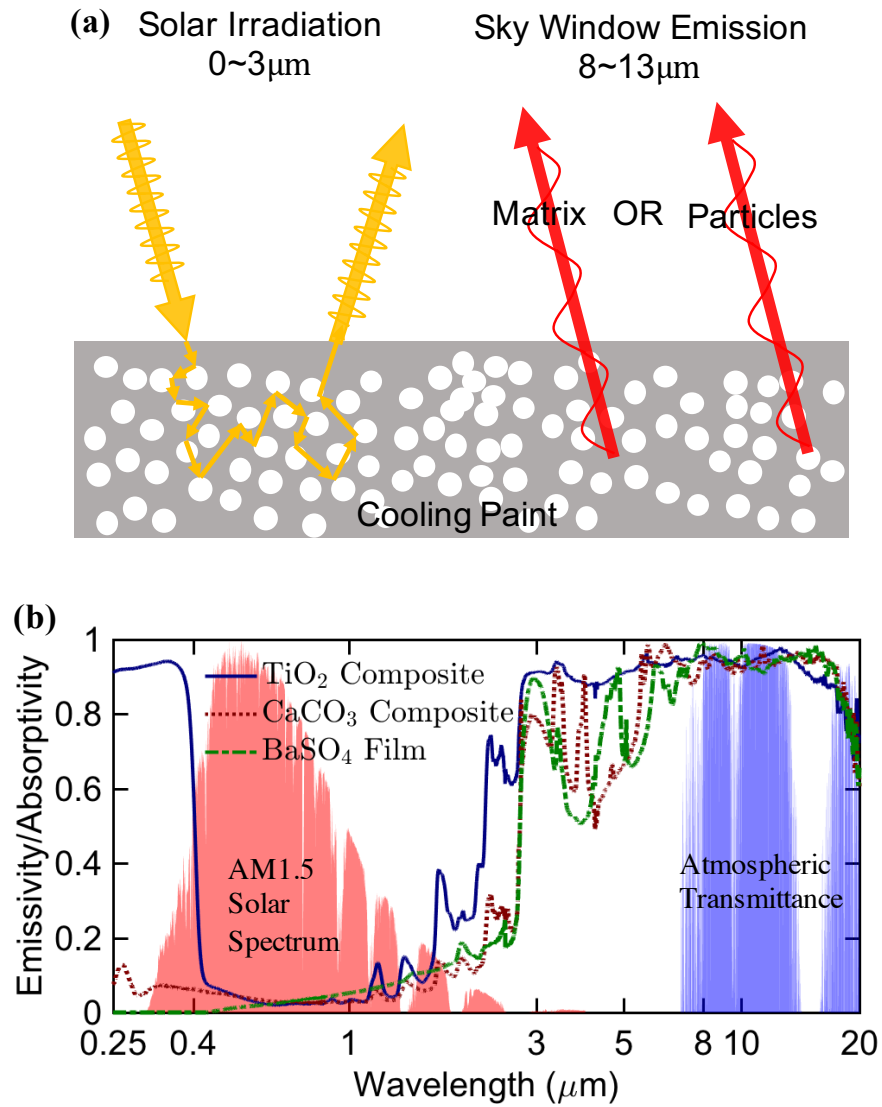 (a)
Solar Irradiation
0~3μm
Sky Window Emission
8~13μm
Matrix OR Particles
Cooling Paint
(b)
Emissivity/Absorptivity
1
0.8
0.6
0.4
0.2
0
TiO₂ Composite
CaCO₃ Composite
BaSO₄ Film
AM1.5
Solar
Spectrum
Atmospheric
Transmittance
0.25 0.4 1 3 5 8 10 20
Wavelength (μm)